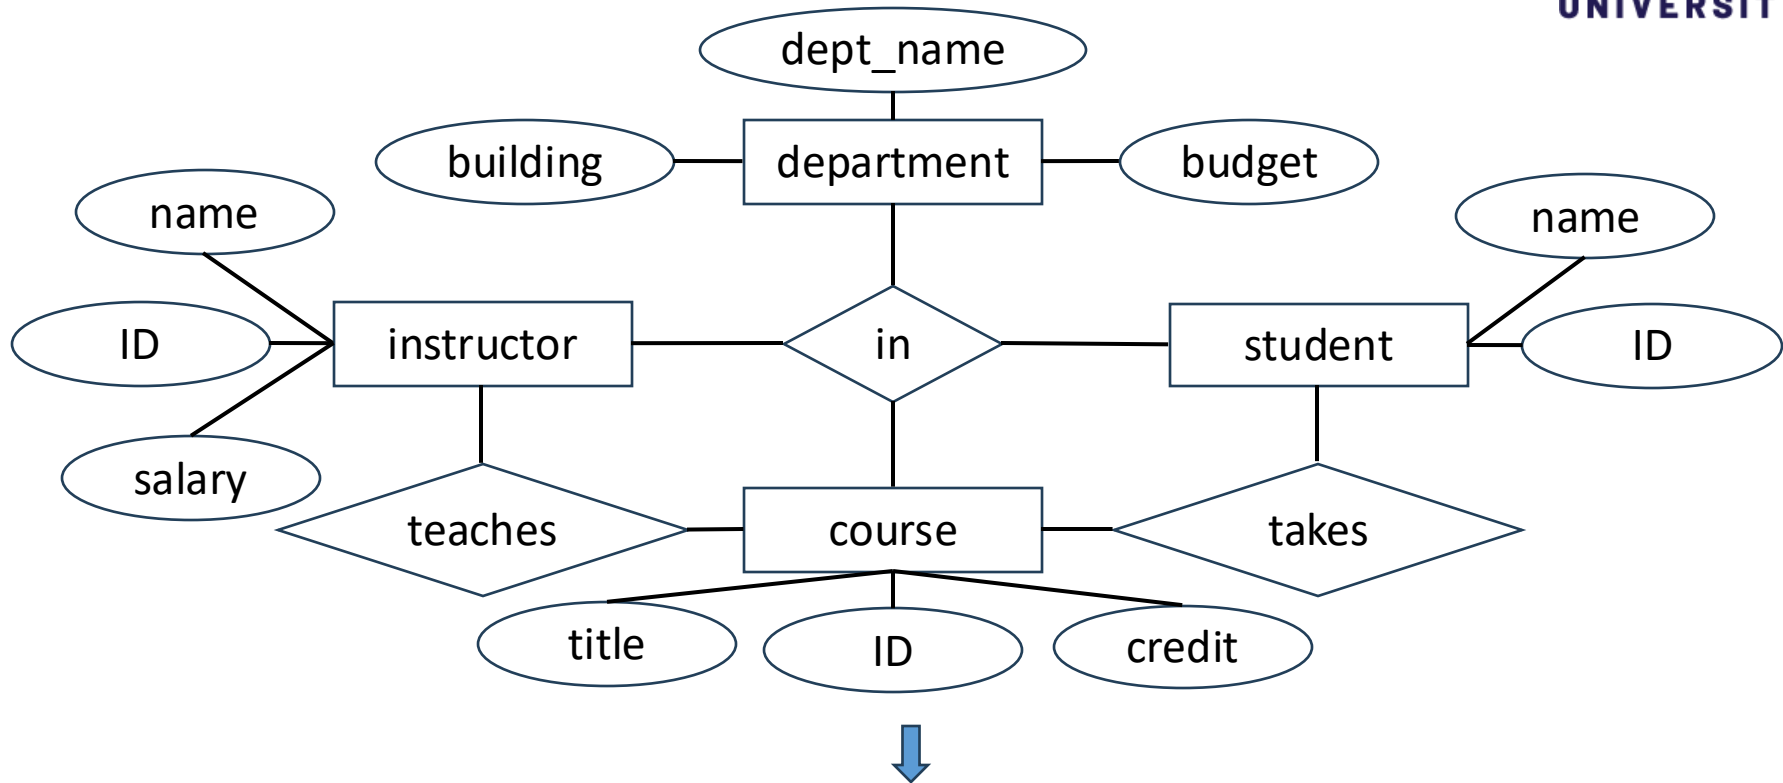 UNIVERSIT
dept_name
building
department
budget
name
name
ID
instructor
in
student
ID
salary
teaches
course
takes
title
ID
credit